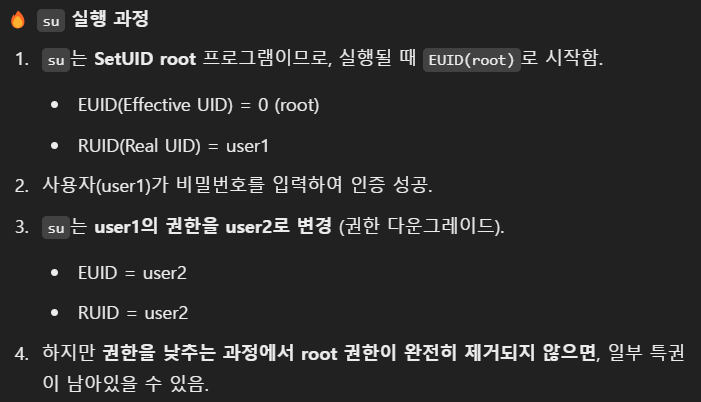 🔥 su 실행 과정
1. su는 SetUID root 프로그램이므로, 실행될 때 EUID(root)로 시작함.
• EUID(Effective UID) = 0 (root)
• RUID(Real UID) = user1
2. 사용자(user1)가 비밀번호를 입력하여 인증 성공.
3. su는 user1의 권한을 user2로 변경 (권한 다운그레이드).
• EUID = user2
• RUID = user2
4. 하지만 권한을 낮추는 과정에서 root 권한이 완전히 제거되지 않으면, 일부 특권
이 남아있을 수 있음.